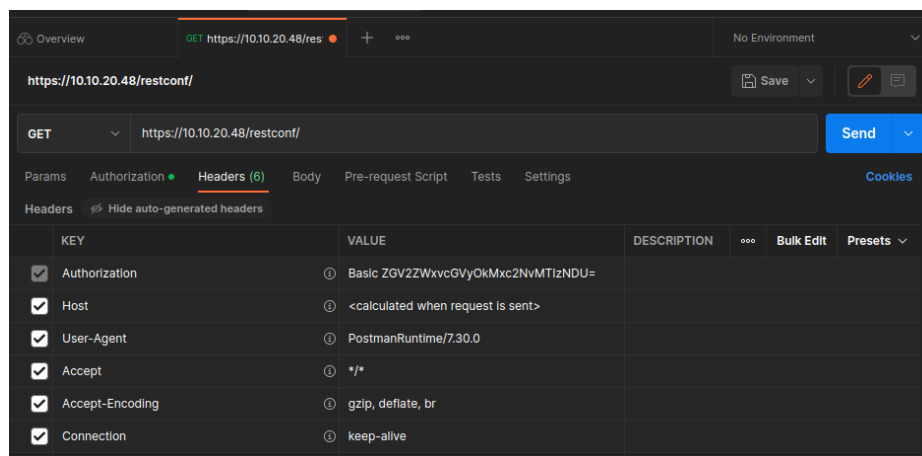 Overview GET https://10.10.20.48/res No Environment
https://10.10.20.48/restconf/ Save
GET https://10.10.20.48/restconf/ Send
Params Authorization Headers (6) Body Pre-request Script Tests Settings Cookies
Headers Hide auto-generated headers
KEY VALUE DESCRIPTION Bulk Edit Presets
Authorization Basic ZGV2ZWxvcGVyOkMxc2NvMTIzNDU=
Host <calculated when request is sent>
User-Agent PostmanRuntime/7.30.0
Accept */*
Accept-Encoding gzip, deflate, br
Connection keep-alive